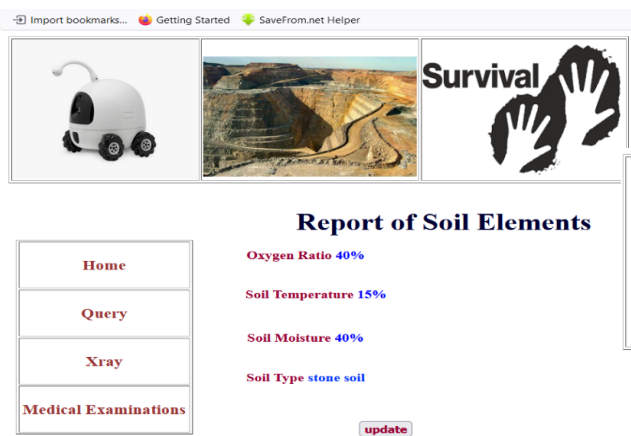 Import bookmarks... Getting Started SaveFrom.net Helper
Survival
Report of Soil Elements
Home
Query
Xray
Medical Examinations
Oxygen Ratio 40%
Soil Temperature 15%
Soil Moisture 40%
Soil Type stone soil
update